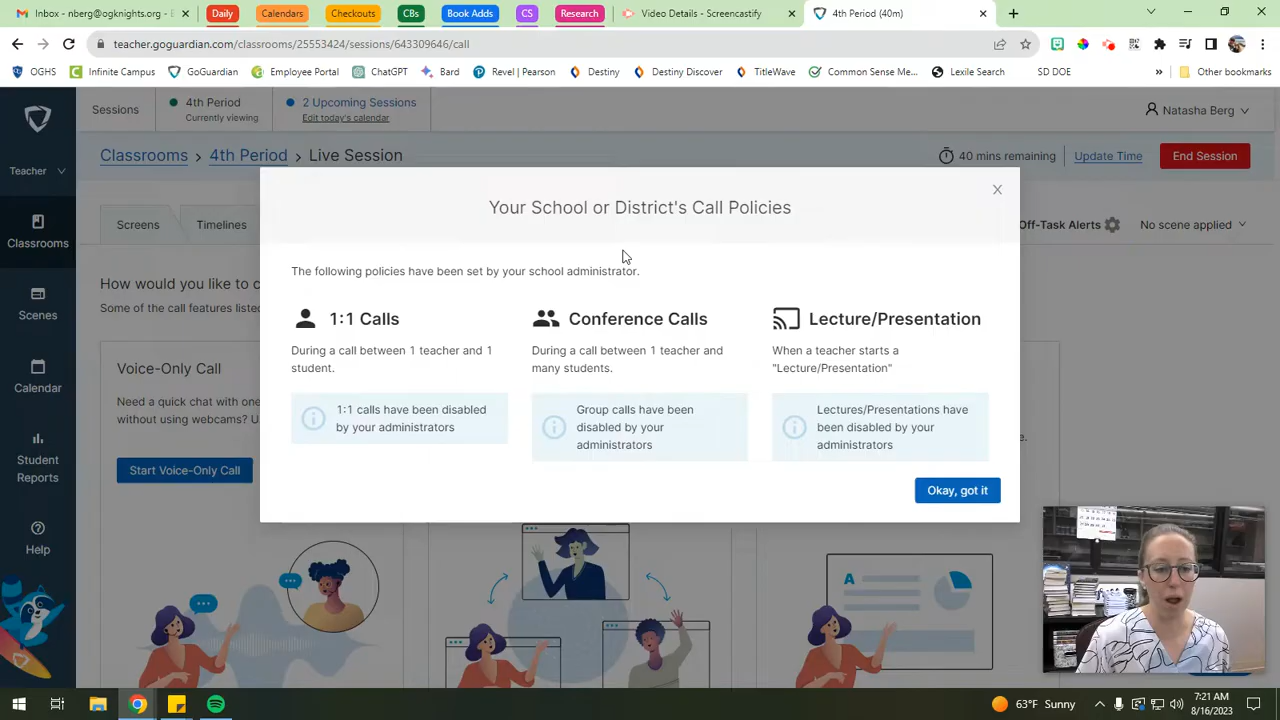 Inbox - nberg@ogknights.org - G
Daily
Calendars
Checkouts
CBs
Book Adds
CS
Research
Video Details - Screencastify
4th Period (40m)
teacher.goguardian.com/classrooms/25553424/sessions/643309646/call
OGHS
Infinite Campus
GoGuardian
Employee Portal
ChatGPT
Bard
Revel | Pearson
Destiny
Destiny Discover
TitleWave
Common Sense Me...
Lexile Search
SD DOE
»
Other bookmarks
Sessions
4th Period
Currently viewing
2 Upcoming Sessions
Edit today's calendar
Natasha Berg
Teacher
Classrooms > 4th Period > Live Session
40 mins remaining
Update Time
End Session
Classrooms
Scenes
Calendar
Student
Reports
Help
Screens
Timelines
Off-Task Alerts
No scene applied
How would you like to c
Some of the call features listed
Voice-Only Call
Need a quick chat with one
without using webcams? U
Start Voice-Only Call
Your School or District's Call Policies
X
The following policies have been set by your school administrator.
1:1 Calls
During a call between 1 teacher and 1
student.
1:1 calls have been disabled
by your administrators
Conference Calls
During a call between 1 teacher and
many students.
Group calls have been
disabled by your
administrators
Lecture/Presentation
When a teacher starts a
"Lecture/Presentation"
Lectures/Presentations have
been disabled by your
administrators
e.
Okay, got it
A
63°F Sunny
7:21 AM
8/16/2023